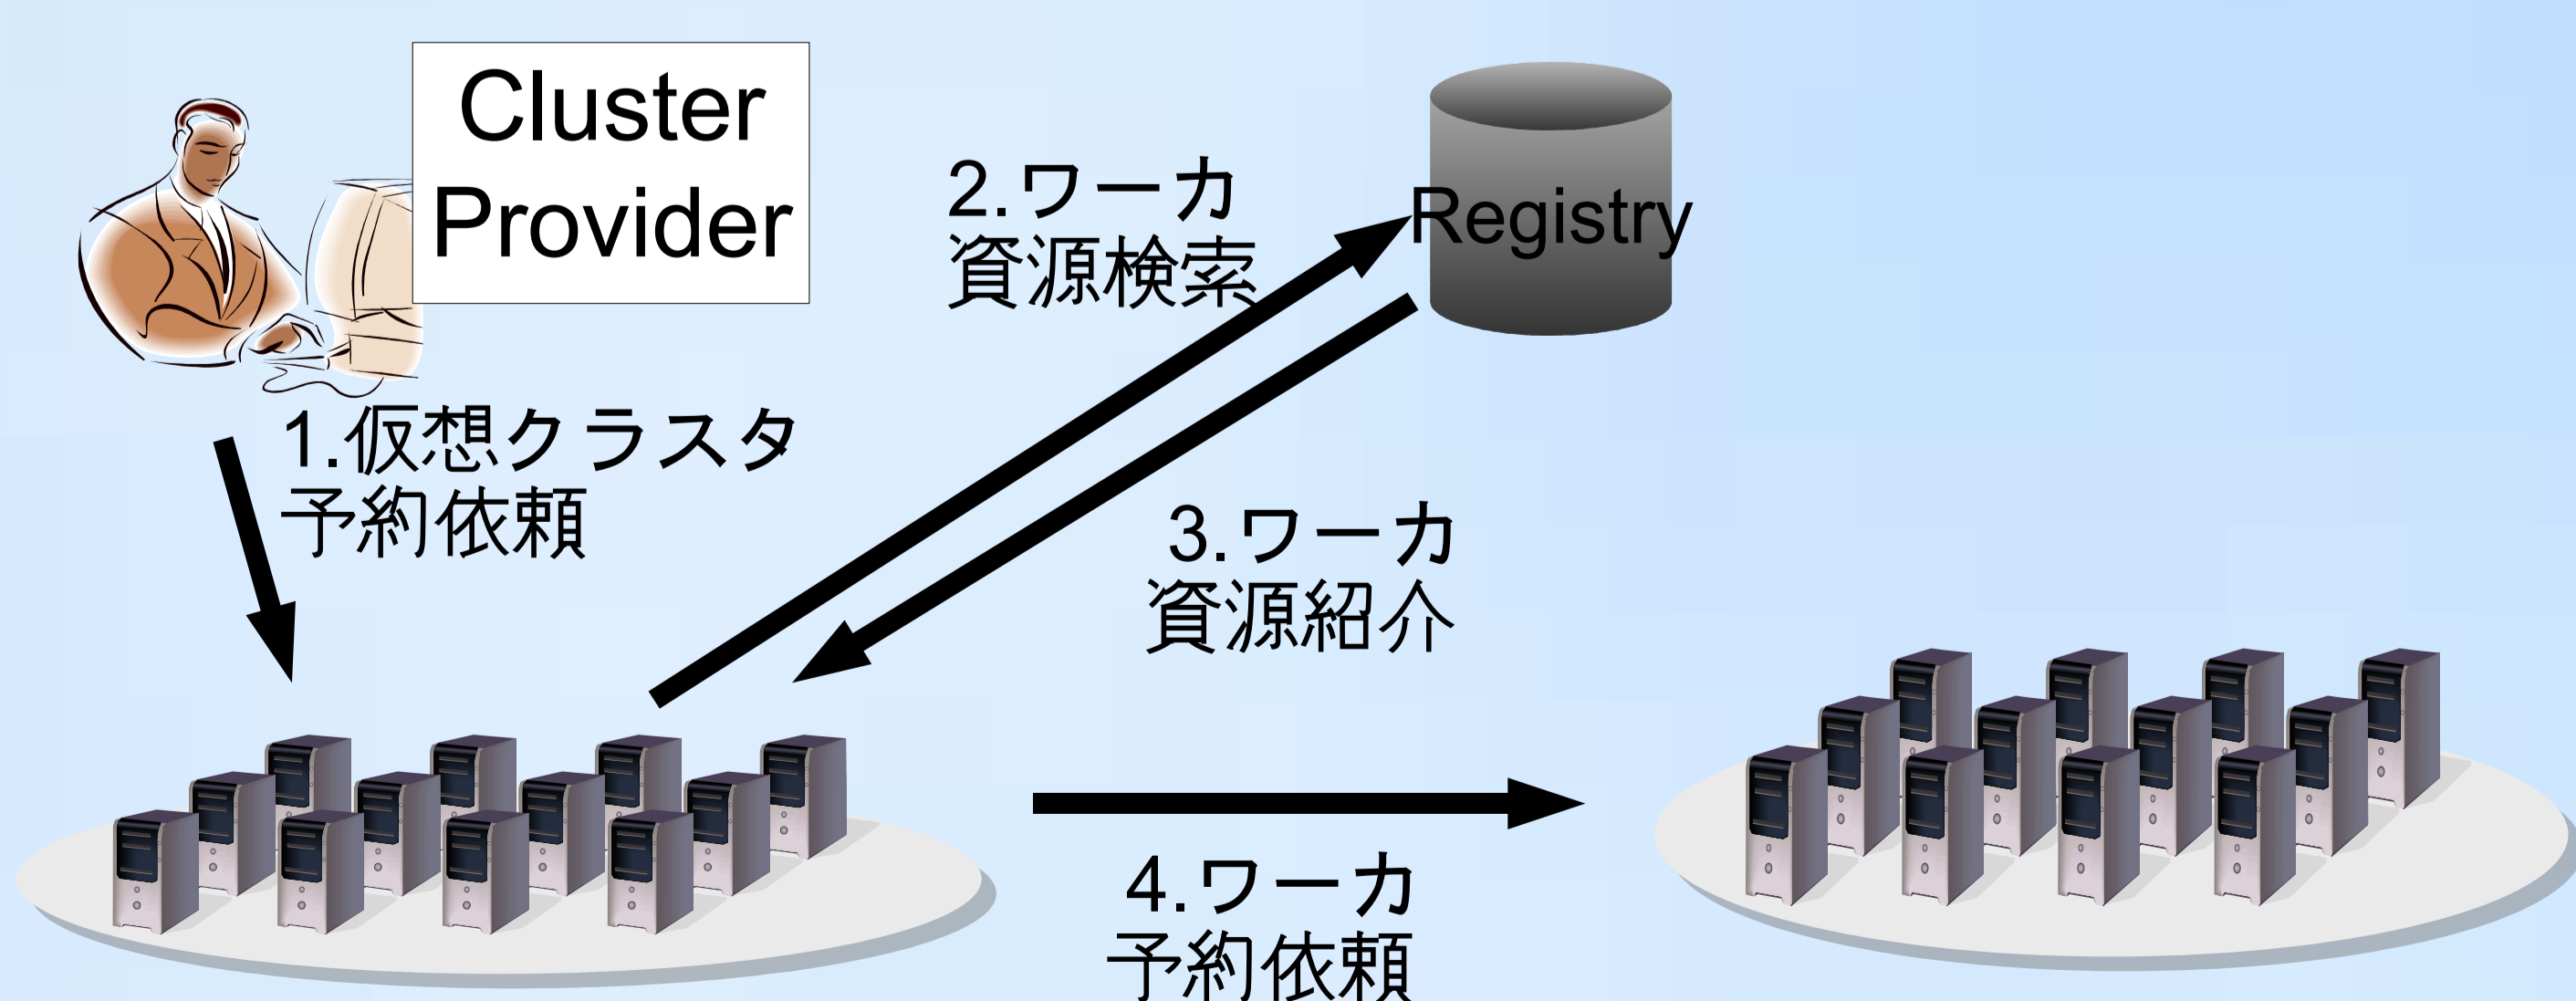 Cluster
Provider
2.ワーカ
資源検索
Registry
1.仮想クラスタ
予約依頼
3.ワーカ
資源紹介
4.ワーカ
予約依頼